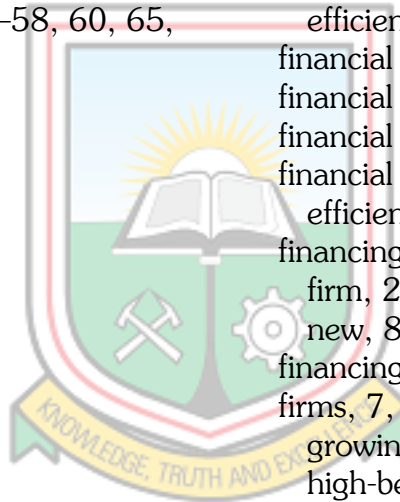 –58, 60, 65,
efficien
financial
financial
financial
financial
efficien
financing
firm, 2
new, 8
financing
firms, 7,
growin
high-be
KNOWLEDGE, TRUTH AND EXCELLENCE